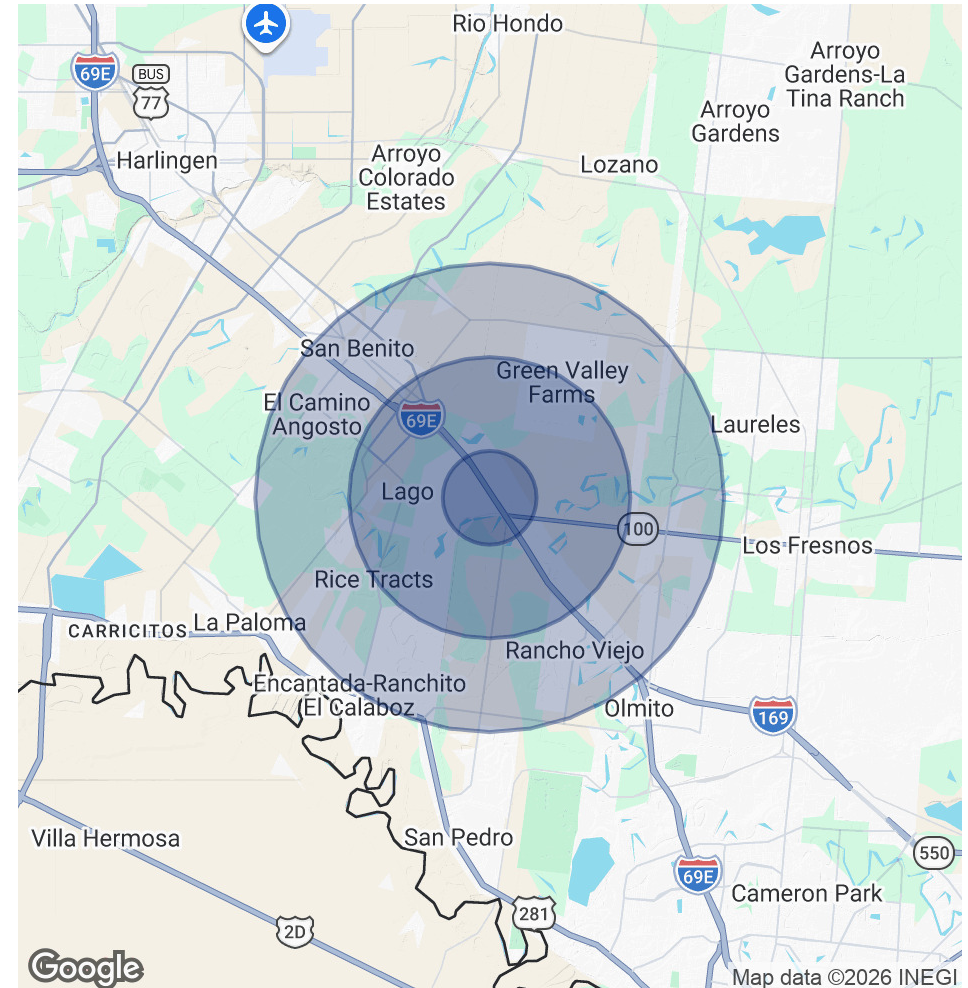 Rio Hondo
69E
BUS
77
Arroyo
Gardens-La
Tina Ranch
Arroyo
Gardens
Harlingen
Arroyo
Colorado
Estates
Lozano
San Benito
Green Valley
Farms
El Camino
Angosto
69E
Laureles
Lago
100
Los Fresnos
Rice Tracts
La Paloma
CARRICITOS
Rancho Viejo
Encantada-Ranchito
El Calaboz
Olmito
169
Villa Hermosa
San Pedro
550
69E
Cameron Park
281
2D
Google
Map data ©2026 INEGI